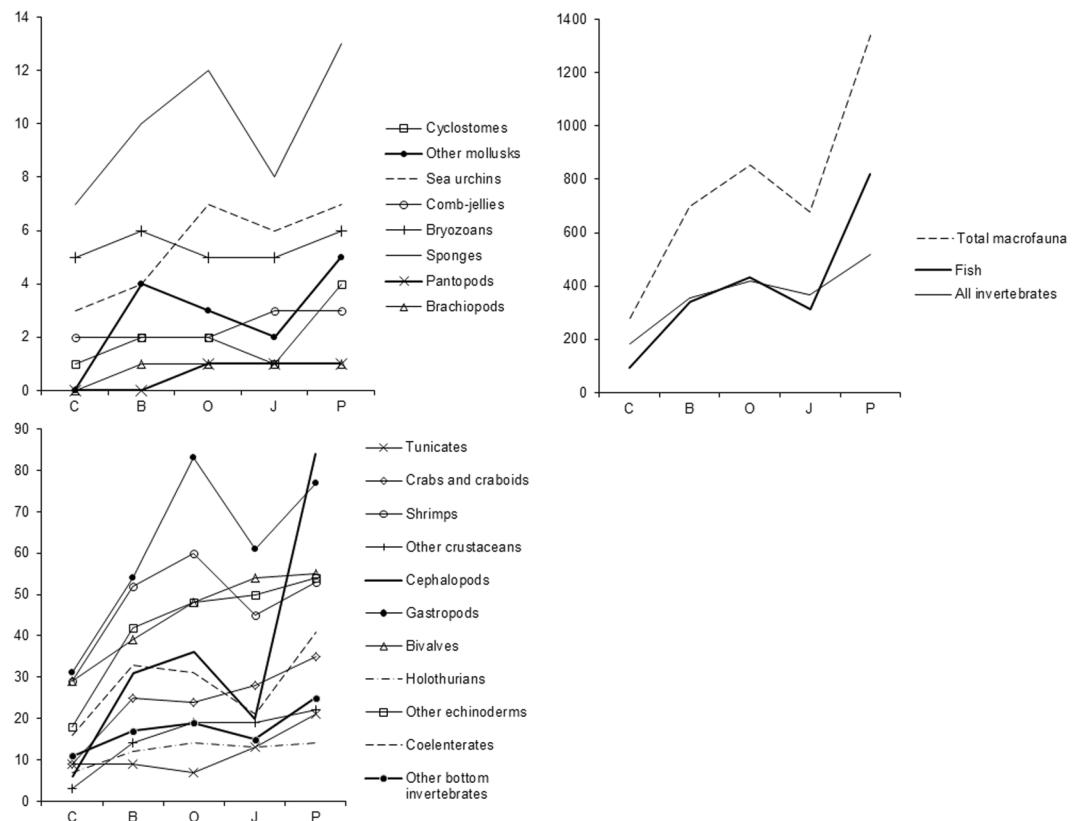 14
12
10
8
6
4
2
0
C B O J P
Cyclostomes
Other mollusks
Sea urchins
Comb-jellies
Bryozoans
Sponges
Pantopods
Brachiopods
1400
1200
1000
800
600
400
200
0
C B O J P
Total macrofauna
Fish
All invertebrates
90
80
70
60
50
40
30
20
10
0
C B O J P
Tunicates
Crabs and craboids
Shrimps
Other crustaceans
Cephalopods
Gastropods
Bivalves
Holothurians
Other echinoderms
Coelenterates
Other bottom
invertebrates